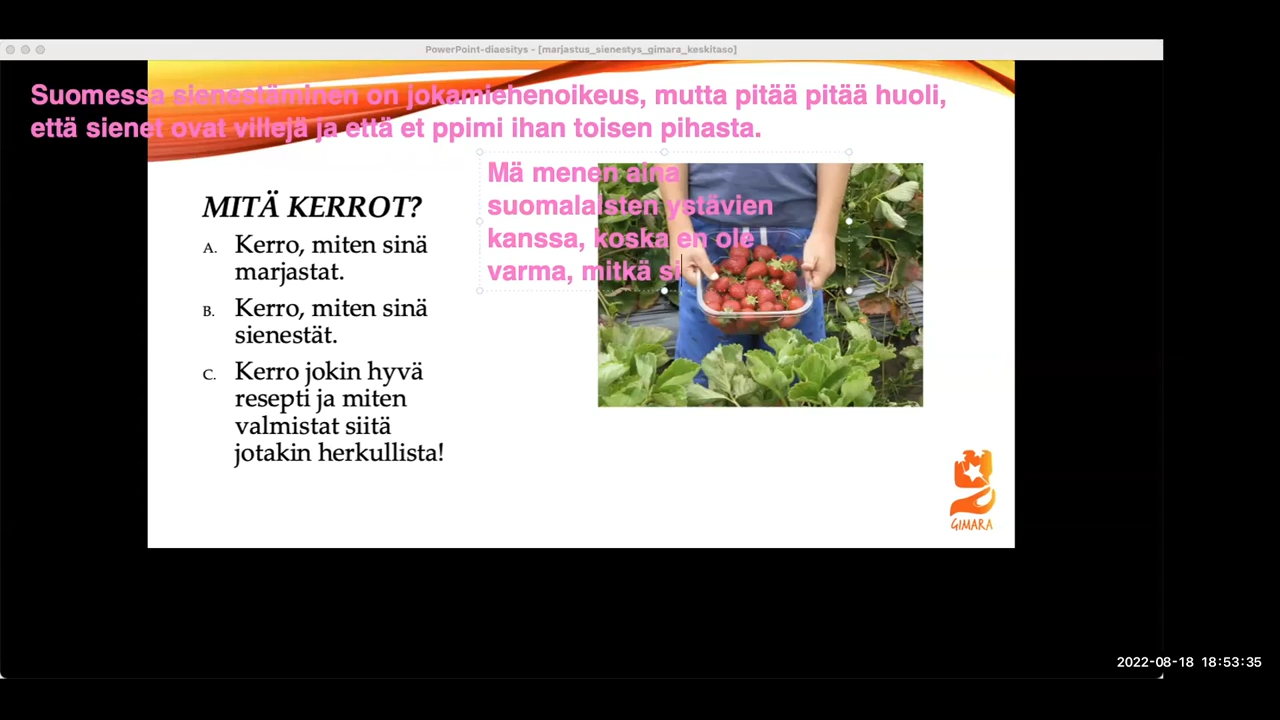 PowerPoint-diaesitys - [marjastus_sienestys_gimara_keskitaso]
Suomessa sienestäminen on jokamiehenoikeus, mutta pitää pitää huoli,
että sienet ovat villejä ja että et ppimi ihan toisen pihasta.
Mä menen aina
suomalaisten ystävien
kanssa, koska en ole
varma, mitkä si
MITÄ KERROT?
A. Kerro, miten sinä
marjastat.
B. Kerro, miten sinä
sienestät.
C. Kerro jokin hyvä
resepti ja miten
valmistat siitä
jotakin herkullista!
GIMARA
2022-08-18 18:53:35